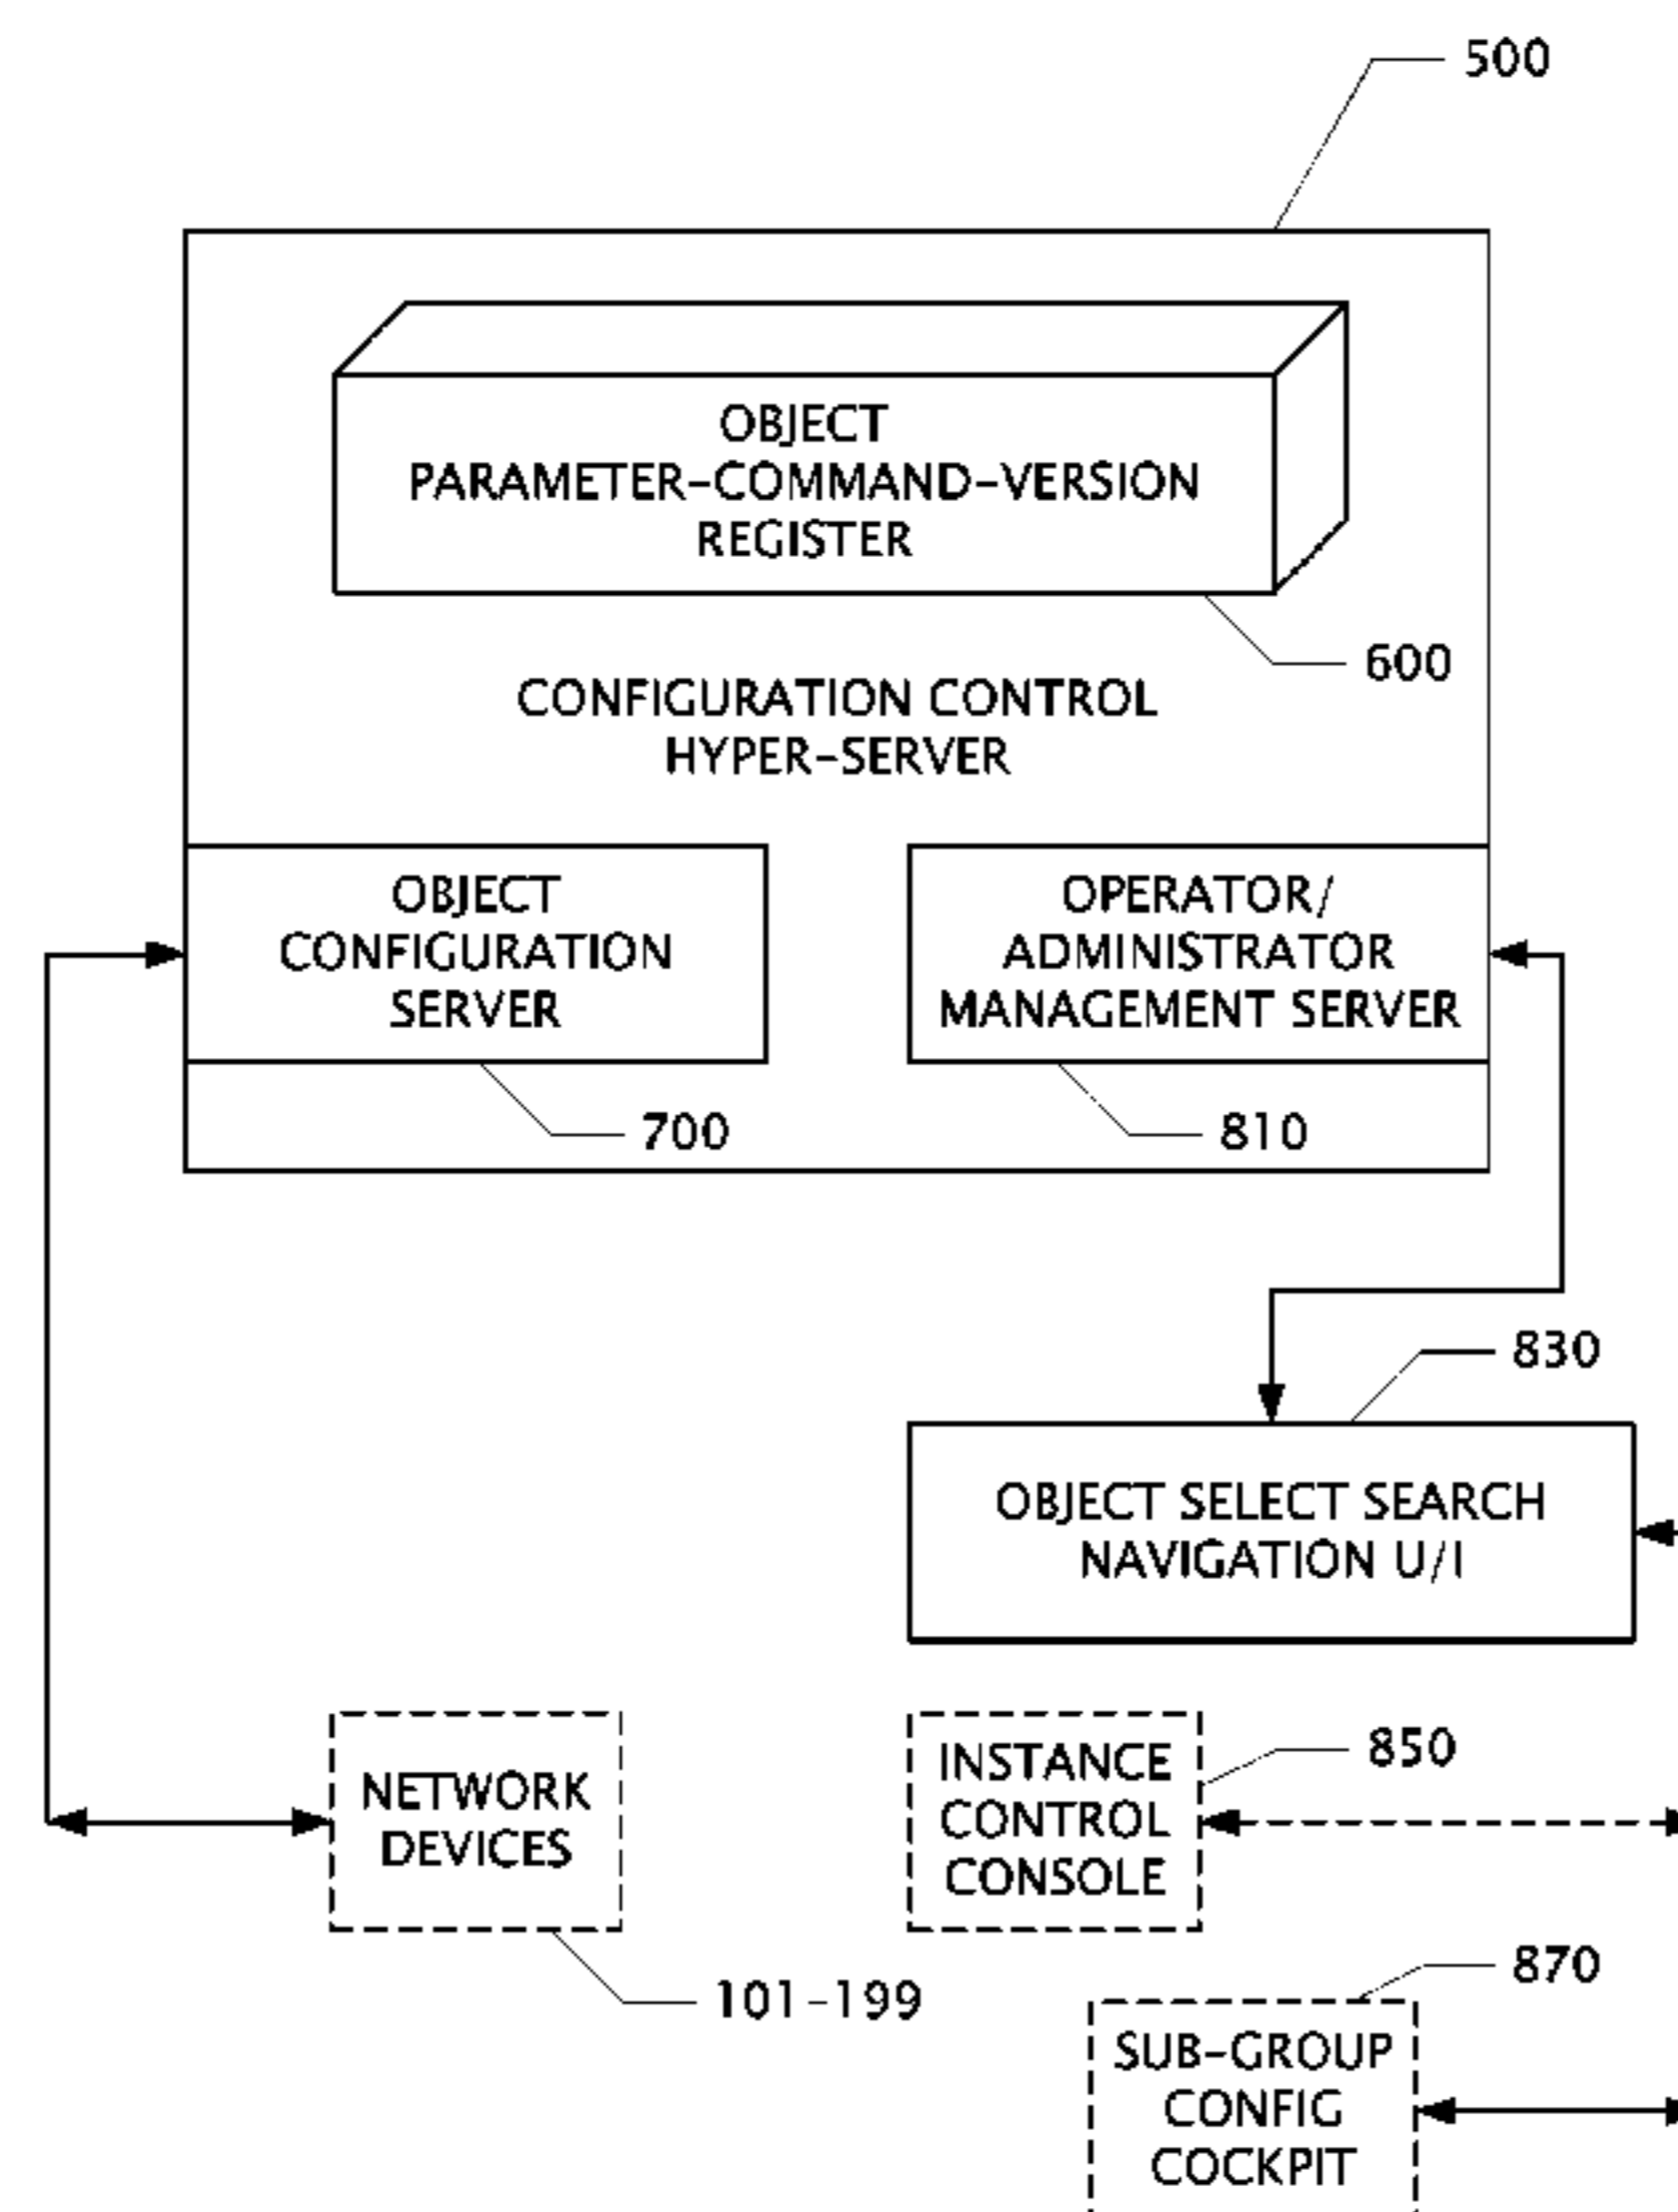 500
OBJECT
PARAMETER-COMMAND-VERSION
REGISTER
600
CONFIGURATION CONTROL
HYPER-SERVER
OBJECT
CONFIGURATION
SERVER
700
OPERATOR/
ADMINISTRATOR
MANAGEMENT SERVER
810
830
OBJECT SELECT SEARCH
NAVIGATION U/I
NETWORK
DEVICES
101-199
INSTANCE
CONTROL
CONSOLE
850
870
SUB-GROUP
CONFIG
COCKPIT